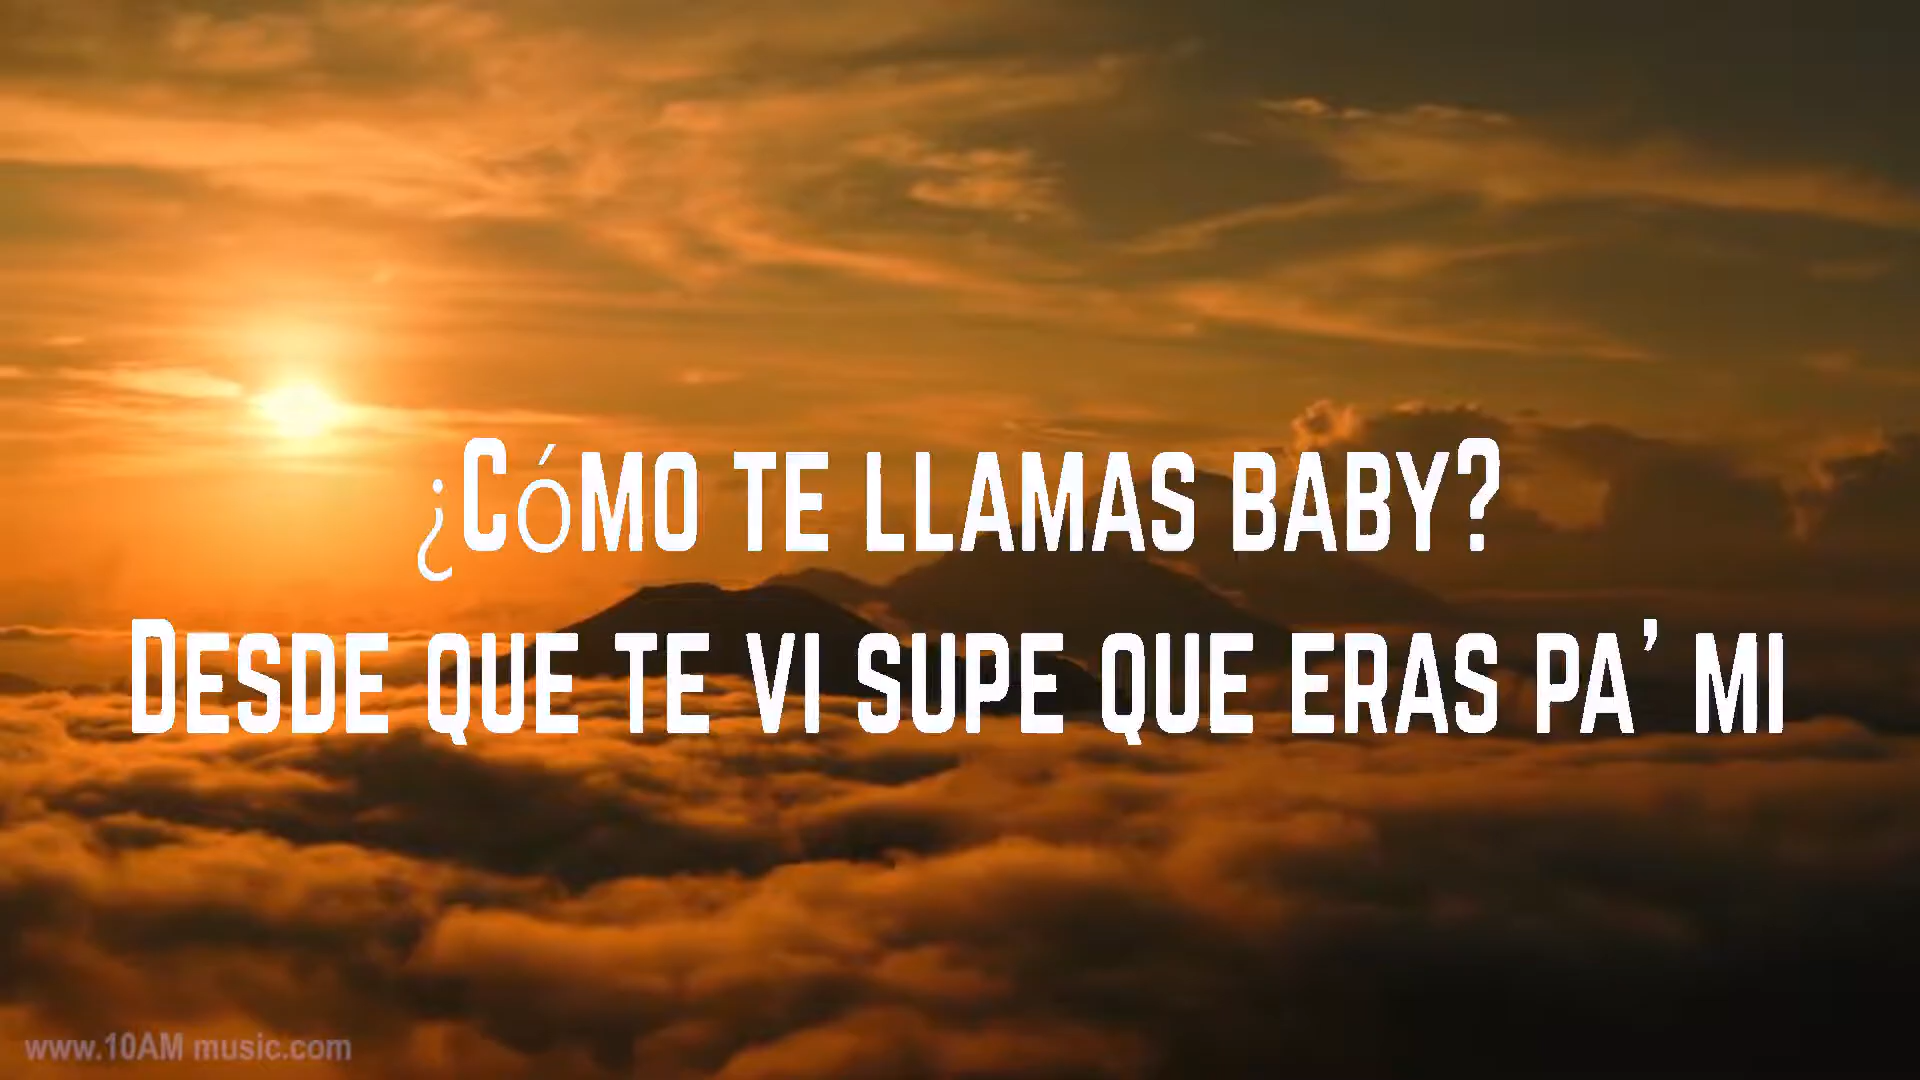 ¿Cómo te llamas baby?
Desde que te vi supe que eras pa’ mi
www.10AM music.com